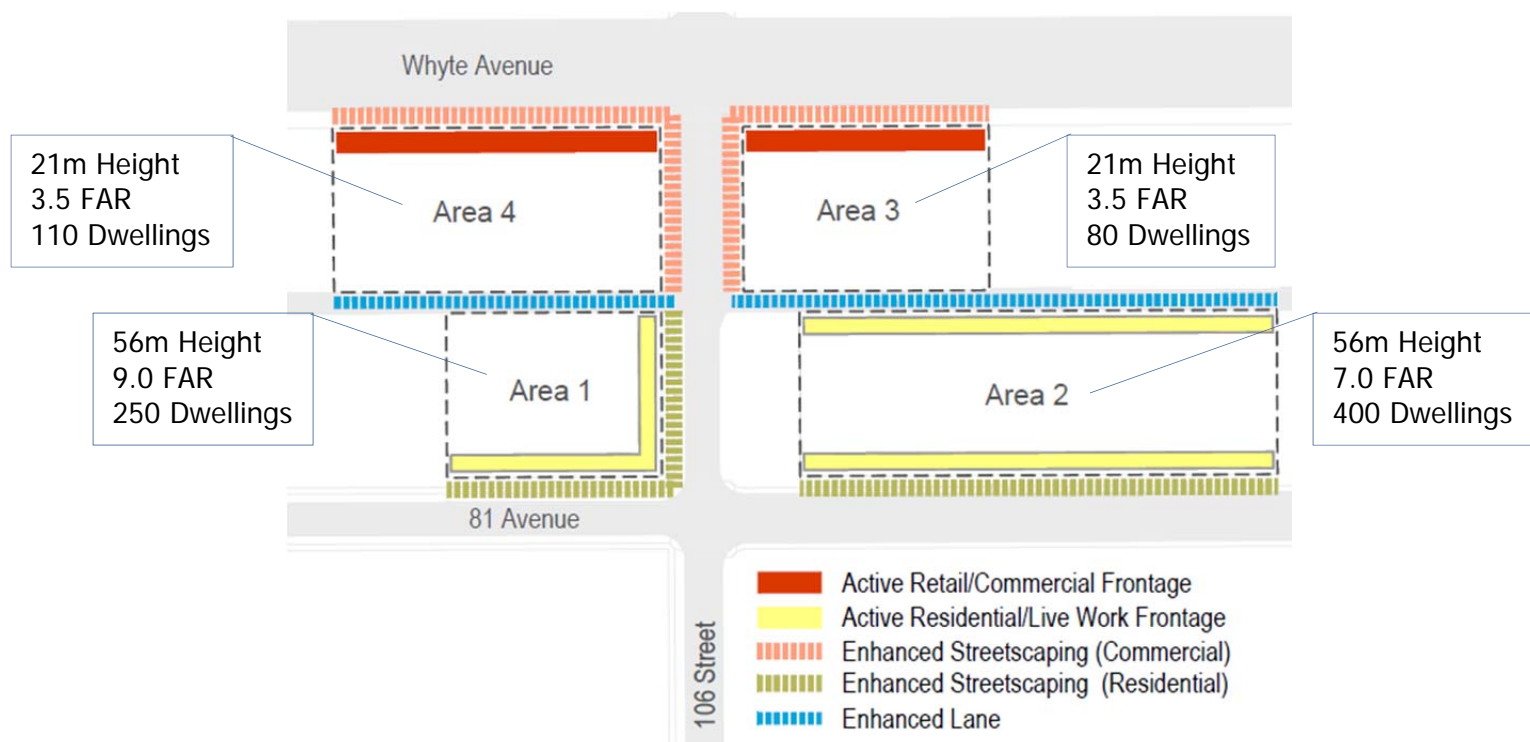 Whyte Avenue
21m Height
3.5 FAR
110 Dwellings
Area 4
Area 3
21m Height
3.5 FAR
80 Dwellings
56m Height
9.0 FAR
250 Dwellings
Area 1
Area 2
56m Height
7.0 FAR
400 Dwellings
81 Avenue
106 Street
Active Retail/Commercial Frontage
Active Residential/Live Work Frontage
Enhanced Streetscaping (Commercial)
Enhanced Streetscaping (Residential)
Enhanced Lane